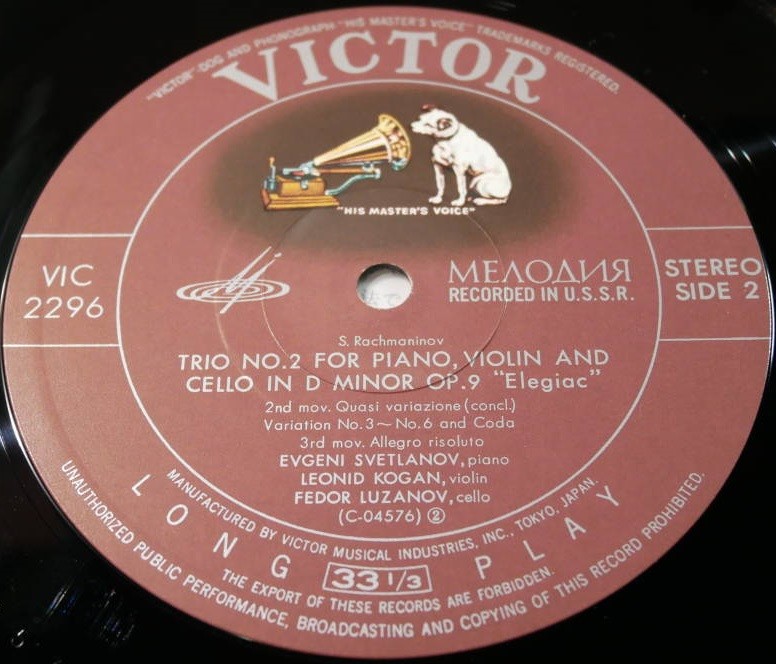 "VICTOR" DOG AND PHONOGRAPH "HIS MASTER'S VOICE" TRADEMARKS REGISTERED.
VICTOR
"HIS MASTER'S VOICE"
VIC
2296
МЕЛОДИЯ
RECORDED IN U.S.S.R.
STEREO
SIDE 2
S. Rachmaninov
TRIO NO.2 FOR PIANO, VIOLIN AND
CELLO IN D MINOR OP.9 "Elegiac"
2nd mov. Quasi variazione (concl.)
Variation No.3~No.6 and Coda
3rd mov. Allegro risoluto
EVGENI SVETLANOV, piano
LEONID KOGAN, violin
FEDOR LUZANOV, cello
(C-04576) ②
MANUFACTURED BY VICTOR MUSICAL INDUSTRIES, INC., TOKYO, JAPAN.
LONG 33 1/3 PLAY
THE EXPORT OF THESE RECORDS ARE FORBIDDEN.
UNAUTHORIZED PUBLIC PERFORMANCE, BROADCASTING AND COPYING OF THIS RECORD PROHIBITED.